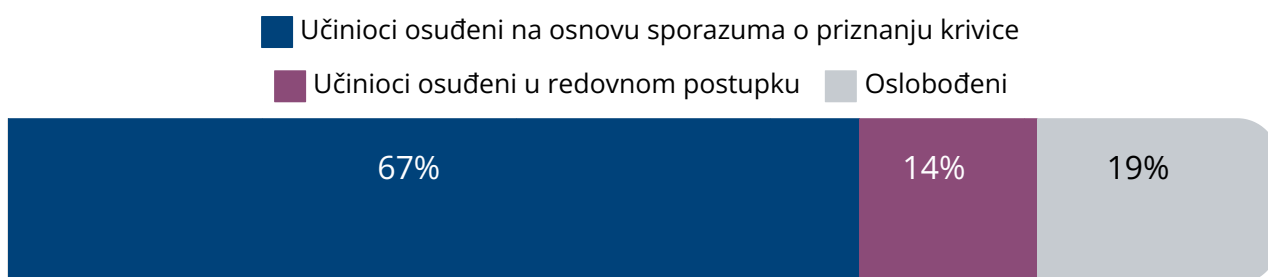 Učinioci osuđeni na osnovu sporazuma o priznanju krivice
Učinioci osuđeni u redovnom postupku Oslobođeni
67% 14% 19%